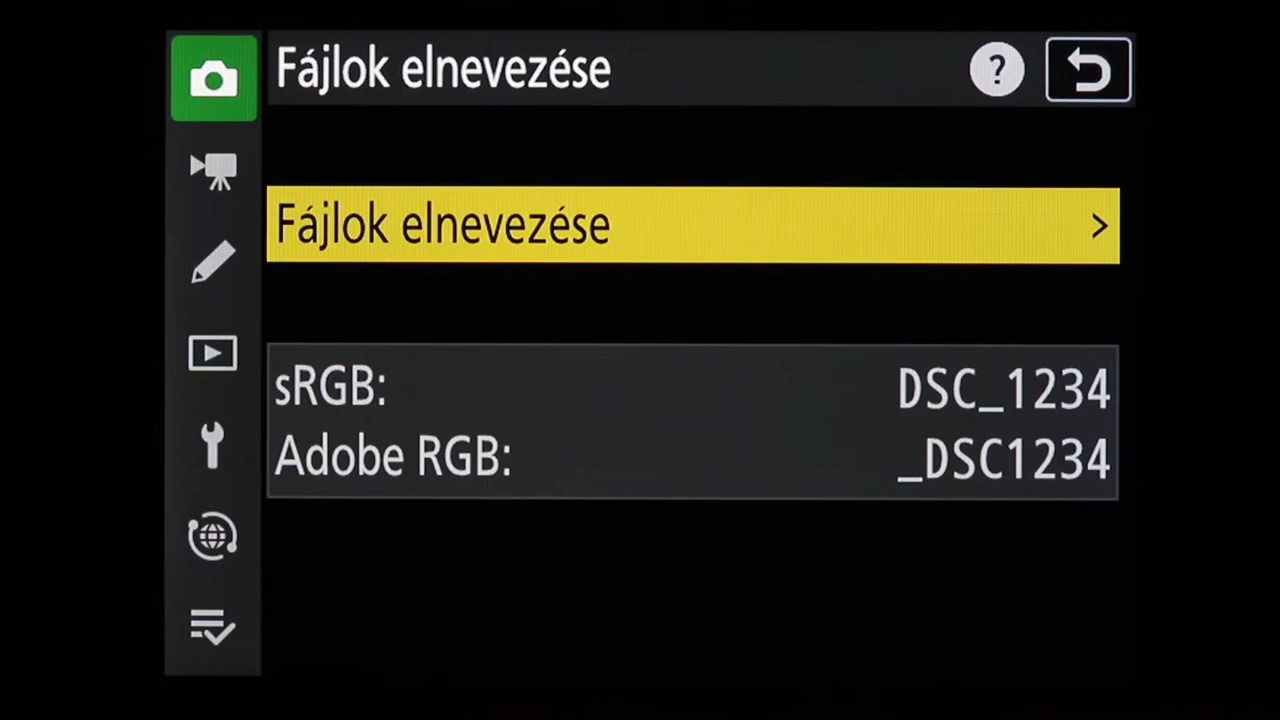 Fájlok elnevezése
?
Fájlok elnevezése >
sRGB: DSC_1234
Adobe RGB: _DSC1234